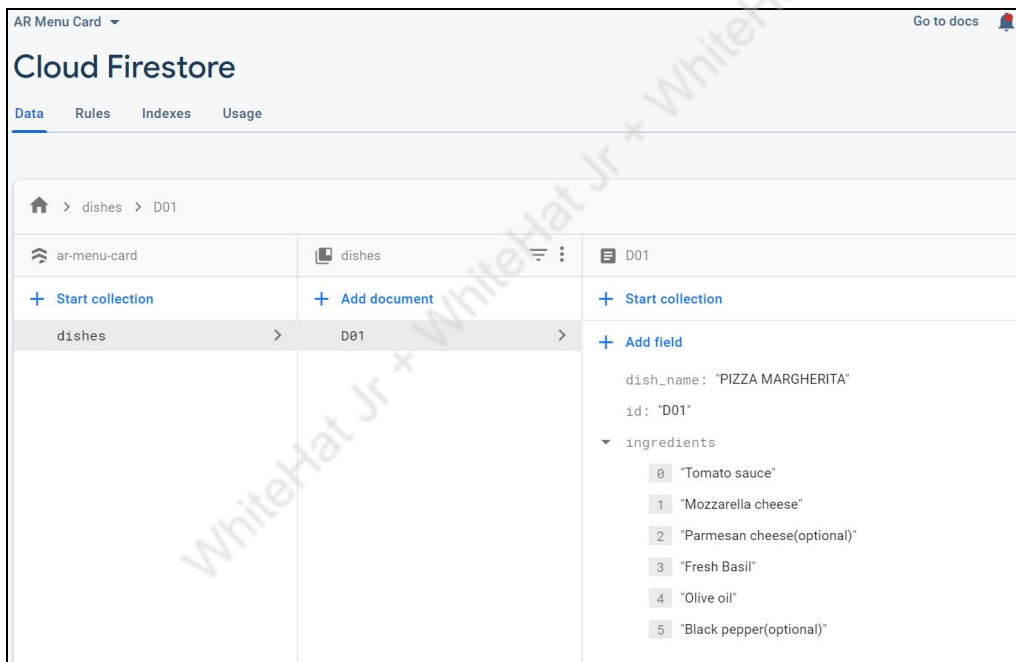 AR Menu Card
Go to docs
Cloud Firestore
Data Rules Indexes Usage
> dishes > D01
ar-menu-card
dishes
D01
+ Start collection
+ Add document
+ Start collection
dishes >
D01 >
+ Add field
dish_name: "PIZZA MARGHERITA"
id: "D01"
ingredients
0 "Tomato sauce"
1 "Mozzarella cheese"
2 "Parmesan cheese(optional)"
3 "Fresh Basil"
4 "Olive oil"
5 "Black pepper(optional)"
WhiteHat Jr + WhiteHat Jr + WhiteHa